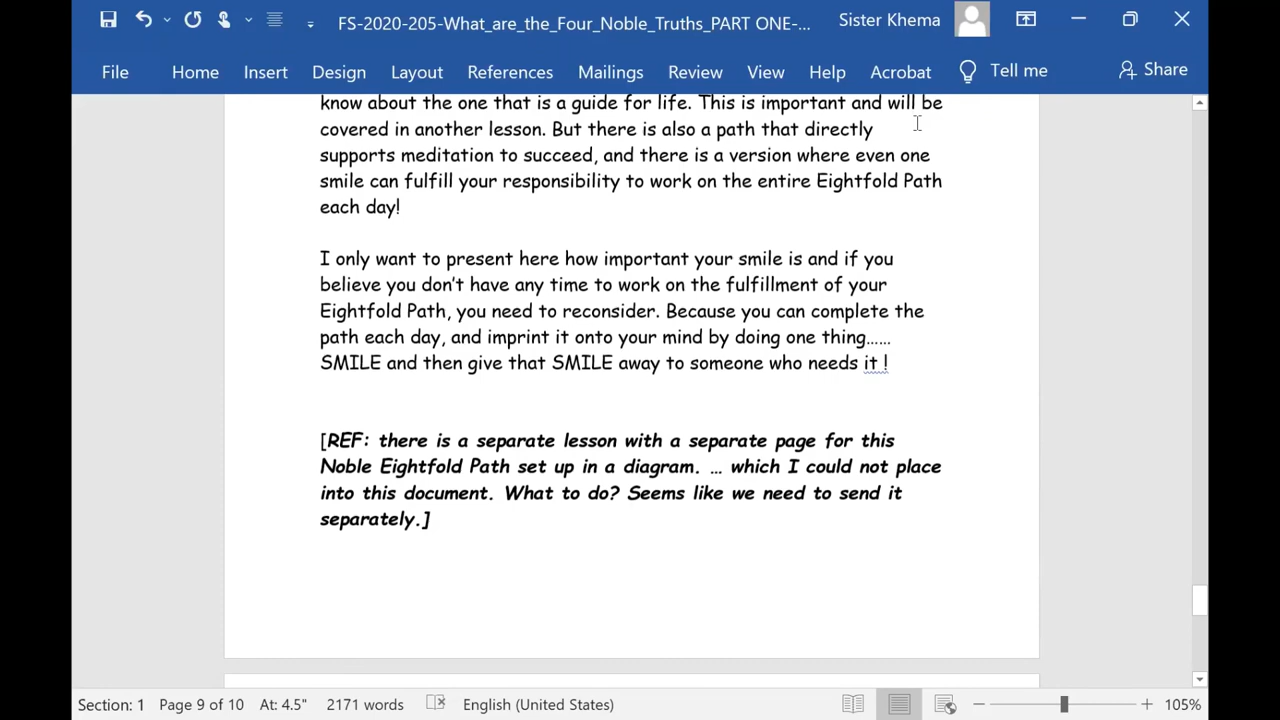 FS-2020-205-What_are_the_Four_Noble_Truths_PART ONE-...
Sister Khema
File Home Insert Design Layout References Mailings Review View Help Acrobat Tell me Share
know about the one that is a guide for life. This is important and will be
covered in another lesson. But there is also a path that directly
supports meditation to succeed, and there is a version where even one
smile can fulfill your responsibility to work on the entire Eightfold Path
each day!
I only want to present here how important your smile is and if you
believe you don't have any time to work on the fulfillment of your
Eightfold Path, you need to reconsider. Because you can complete the
path each day, and imprint it onto your mind by doing one thing……
SMILE and then give that SMILE away to someone who needs it !
[REF: there is a separate lesson with a separate page for this
Noble Eightfold Path set up in a diagram. … which I could not place
into this document. What to do? Seems like we need to send it
separately.]
Section: 1 Page 9 of 10 At: 4.5" 2171 words English (United States) 105%